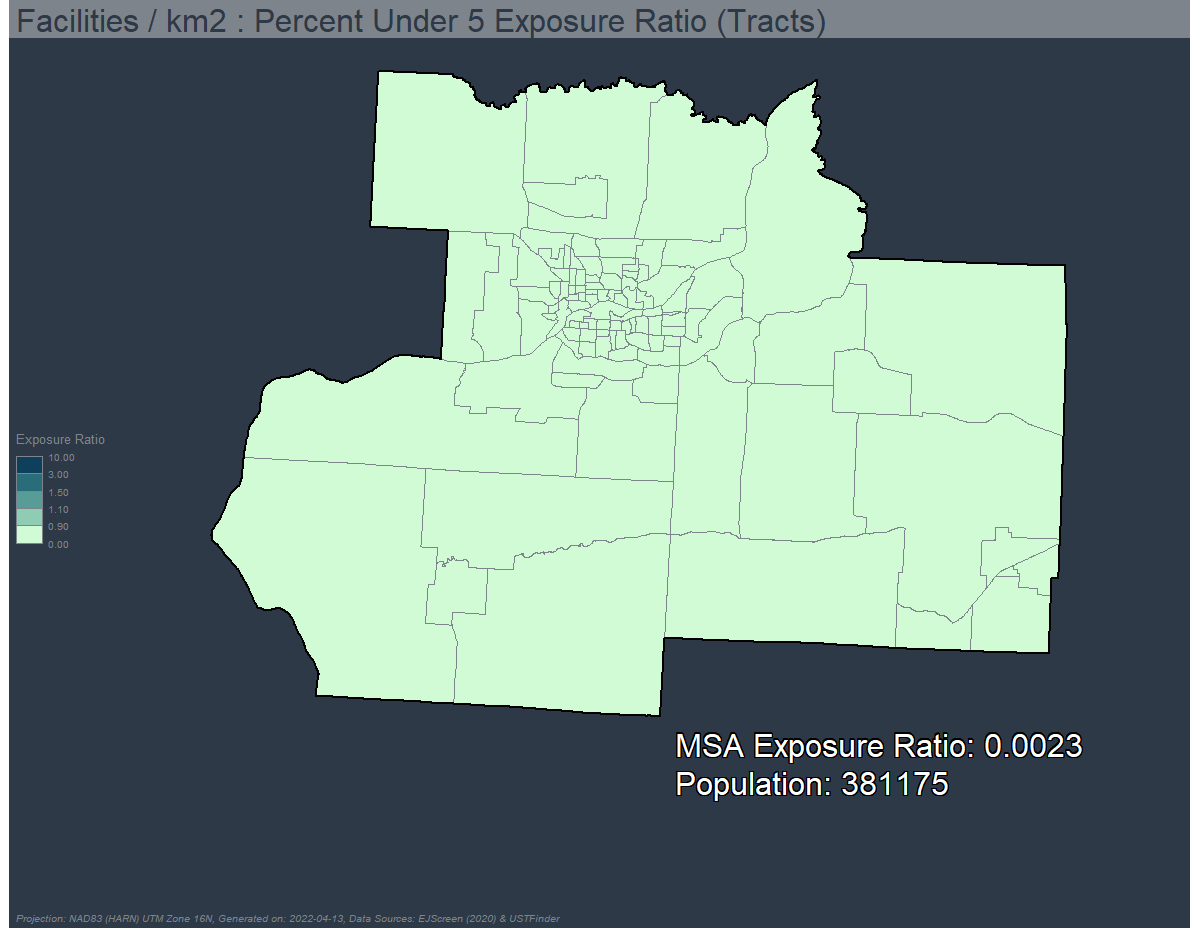 Facilities / km2 : Percent Under 5 Exposure Ratio (Tracts)
Exposure Ratio
10.00
3.00
1.50
1.10
0.90
0.00
MSA Exposure Ratio: 0.0023
Population: 381175
Projection: NAD83 (HARN) UTM Zone 16N, Generated on: 2022-04-13, Data Sources: EJScreen (2020) & USTFinder